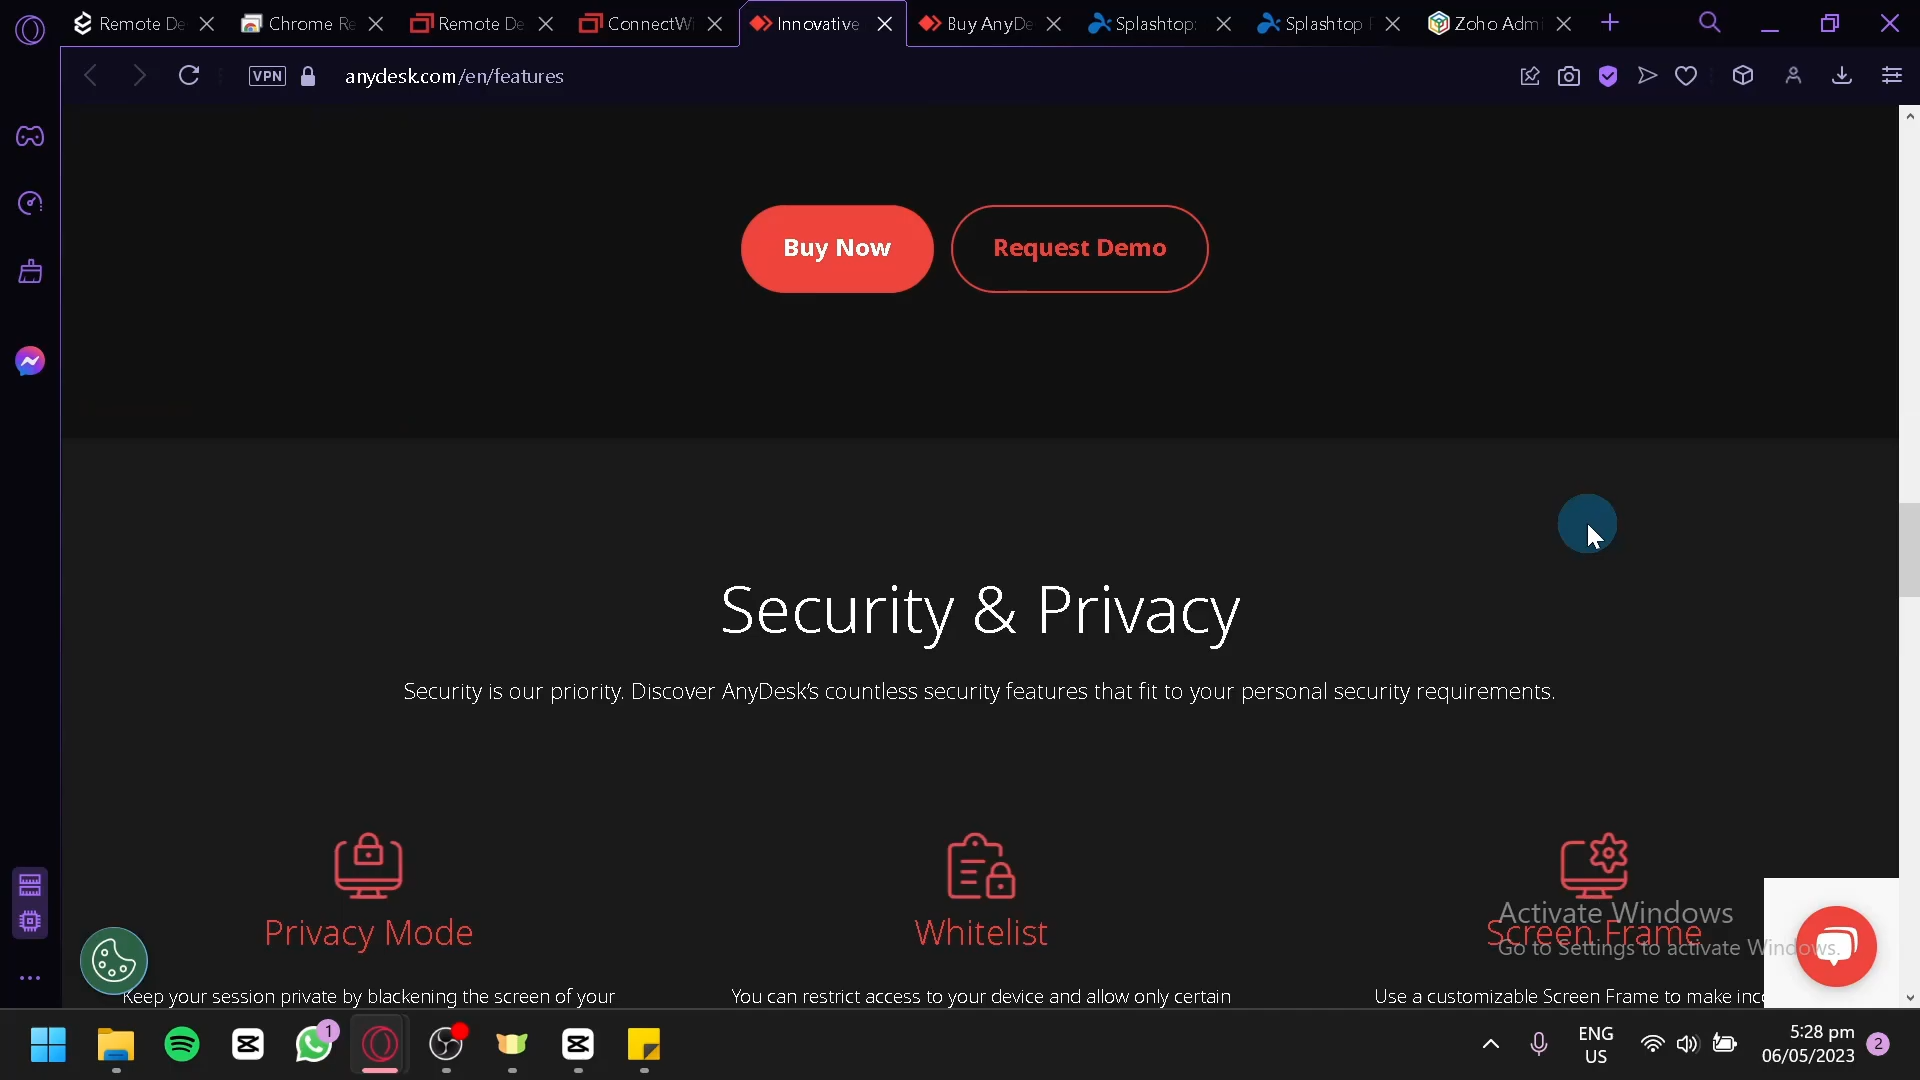 Remote De
Chrome Re
Remote De
ConnectWi
Innovative
Buy AnyDe
Splashtop:
Splashtop
Zoho Admi
VPN
anydesk.com/en/features
Buy Now
Request Demo
Security & Privacy
Security is our priority. Discover AnyDesk's countless security features that fit to your personal security requirements.
Privacy Mode
Whitelist
Screen Frame
Activate Windows
Go to Settings to activate Windows.
Keep your session private by blackening the screen of your
You can restrict access to your device and allow only certain
Use a customizable Screen Frame to make inc
1
ENG
US
5:28 pm
06/05/2023
2